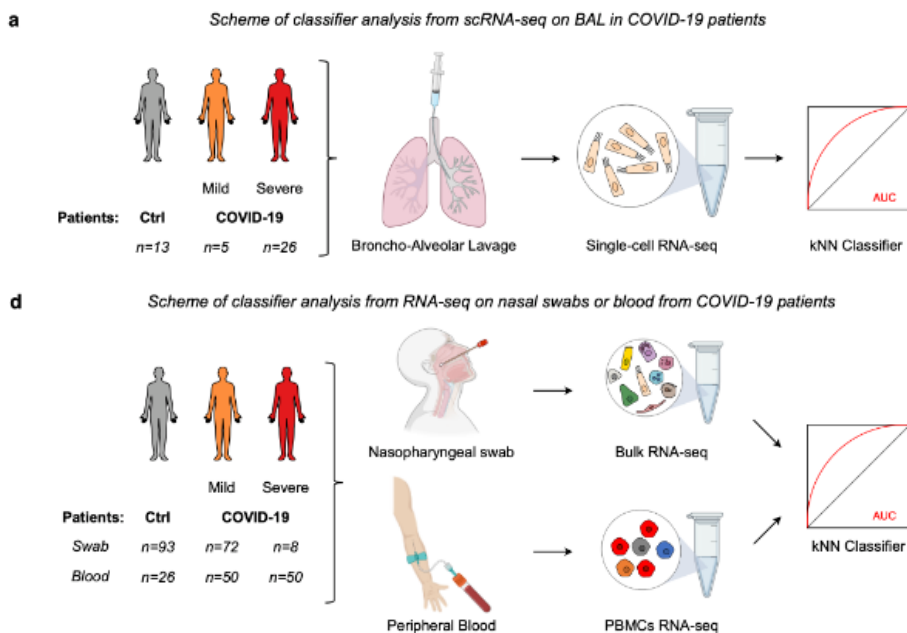 a
Scheme of classifier analysis from scRNA-seq on BAL in COVID-19 patients
Mild Severe
Patients: Ctrl COVID-19
n=13 n=5 n=26
Broncho-Alveolar Lavage
Single-cell RNA-seq
AUC
kNN Classifier
d
Scheme of classifier analysis from RNA-seq on nasal swabs or blood from COVID-19 patients
Mild Severe
Patients: Ctrl COVID-19
Swab n=93 n=72 n=8
Blood n=26 n=50 n=50
Nasopharyngeal swab
Bulk RNA-seq
Peripheral Blood
PBMCs RNA-seq
AUC
kNN Classifier